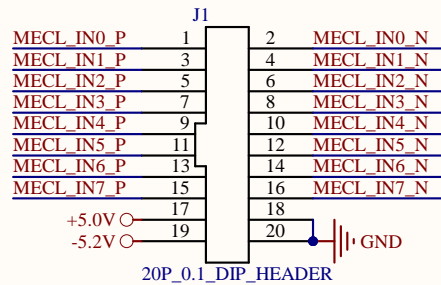 J1
MECL_IN0_P 1 2 MECL_IN0_N
MECL_IN1_P 3 4 MECL_IN1_N
MECL_IN2_P 5 6 MECL_IN2_N
MECL_IN3_P 7 8 MECL_IN3_N
MECL_IN4_P 9 10 MECL_IN4_N
MECL_IN5_P 11 12 MECL_IN5_N
MECL_IN6_P 13 14 MECL_IN6_N
MECL_IN7_P 15 16 MECL_IN7_N
+5.0V 17 18
-5.2V 19 20 GND
20P_0.1_DIP_HEADER